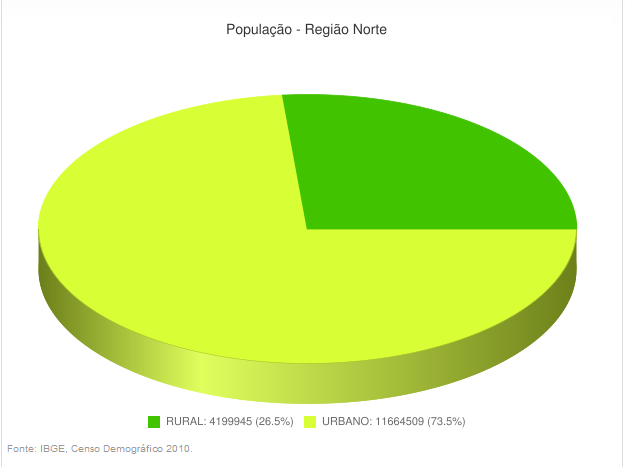 População - Região Norte
RURAL: 4199945 (26.5%) URBANO: 11664509 (73.5%)
Fonte: IBGE, Censo Demográfico 2010.